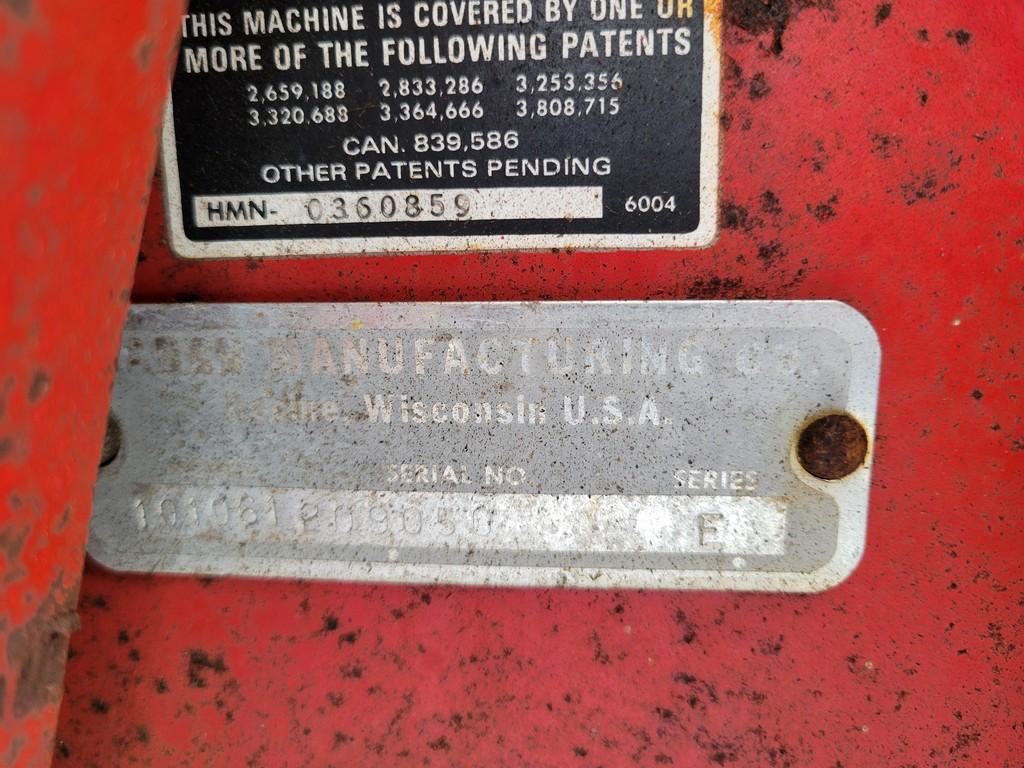 THIS MACHINE IS COVERED BY ONE OR
MORE OF THE FOLLOWING PATENTS
2,659,188 2,833,286 3,253,356
3,320,688 3,364,666 3,808,715
CAN. 839,586
OTHER PATENTS PENDING
HMN- 0360859 6004
MANUFACTURING CO.
Wisconsin U.S.A.
SERIAL NO. SERIES
E